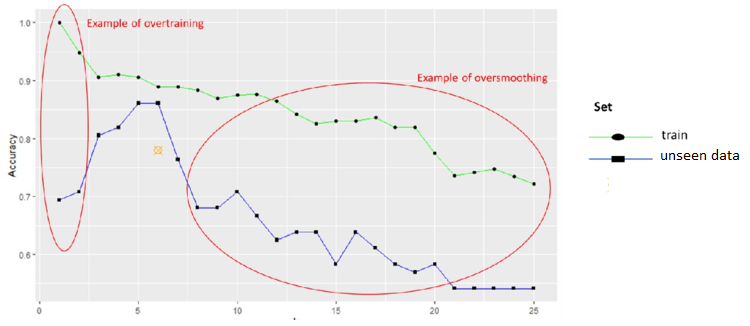 Example of overtraining
Example of oversmoothing
Accuracy
1.0
0.9
0.8
0.7
0.6
0
5
10
15
20
25
Set
train
unseen data